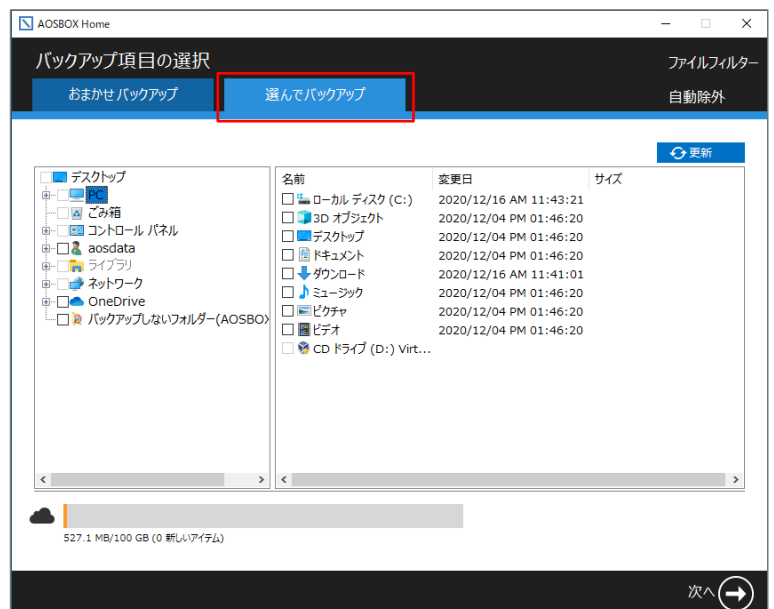 AOSBOX Home
バックアップ項目の選択
ファイルフィルター
おまかせ バックアップ
選んでバックアップ
自動除外
更新
デスクトップ
PC
ごみ箱
コントロール パネル
aosdata
ライブラリ
ネットワーク
OneDrive
バックアップしないフォルダー(AOSBO
名前 変更日 サイズ
ローカル ディスク (C:) 2020/12/16 AM 11:43:21
3D オブジェクト 2020/12/04 PM 01:46:20
デスクトップ 2020/12/04 PM 01:46:20
ドキュメント 2020/12/04 PM 01:46:20
ダウンロード 2020/12/16 AM 11:41:01
ミュージック 2020/12/04 PM 01:46:20
ピクチャ 2020/12/04 PM 01:46:20
ビデオ 2020/12/04 PM 01:46:20
CD ドライブ (D:) Virt...
527.1 MB/100 GB (0 新しいアイテム)
次へ